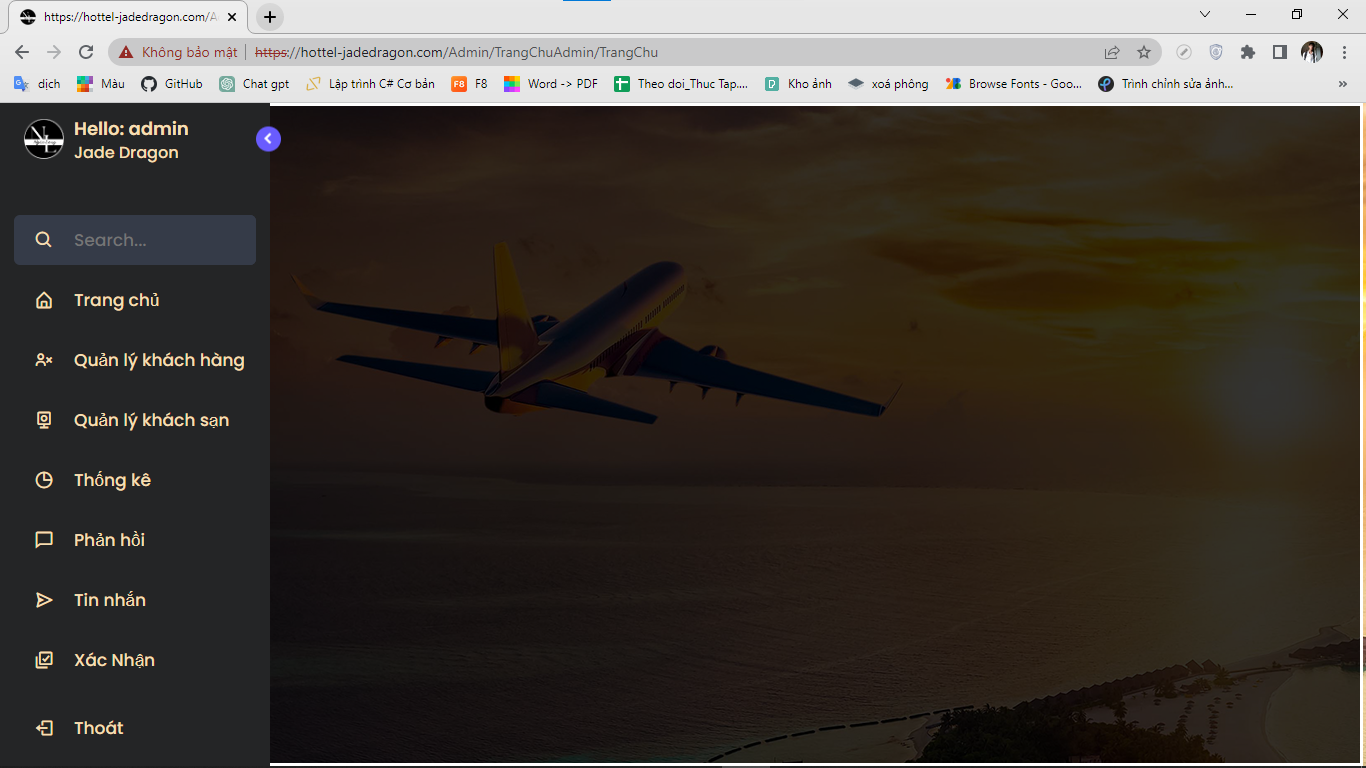 https://hottel-jadedragon.com/A
Không bảo mật https://hottel-jadedragon.com/Admin/TrangChuAdmin/TrangChu
dịch Màu GitHub Chat gpt Lập trình C# Cơ bản F8 F8 Word -> PDF Theo doi_Thuc Tap.... D Kho ảnh xoá phông Browse Fonts - Goo... Trình chỉnh sửa ảnh... »
Hello: admin
Jade Dragon
Search...
Trang chủ
Quản lý khách hàng
Quản lý khách sạn
Thống kê
Phản hồi
Tin nhắn
Xác Nhận
Thoát